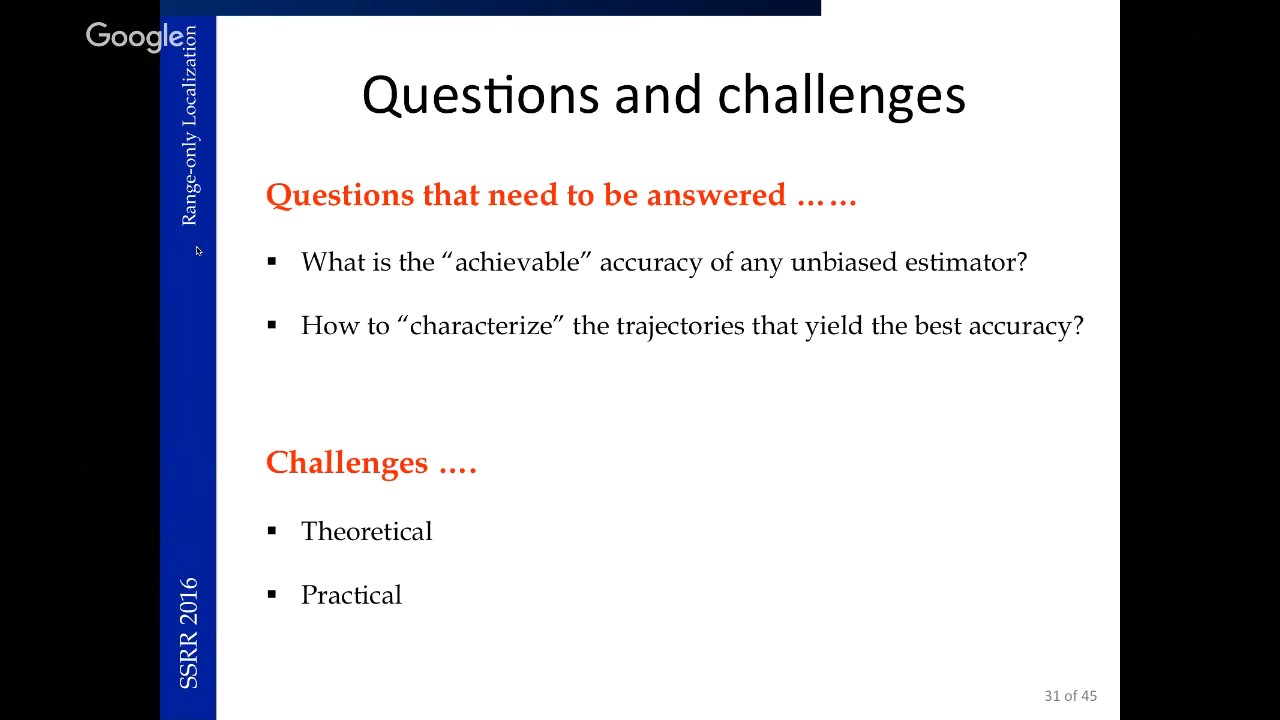 Google
Range-only Localization
SSRR 2016
Questions and challenges
Questions that need to be answered ……
▪ What is the “achievable” accuracy of any unbiased estimator?
▪ How to “characterize” the trajectories that yield the best accuracy?
Challenges ….
▪ Theoretical
▪ Practical
31 of 45